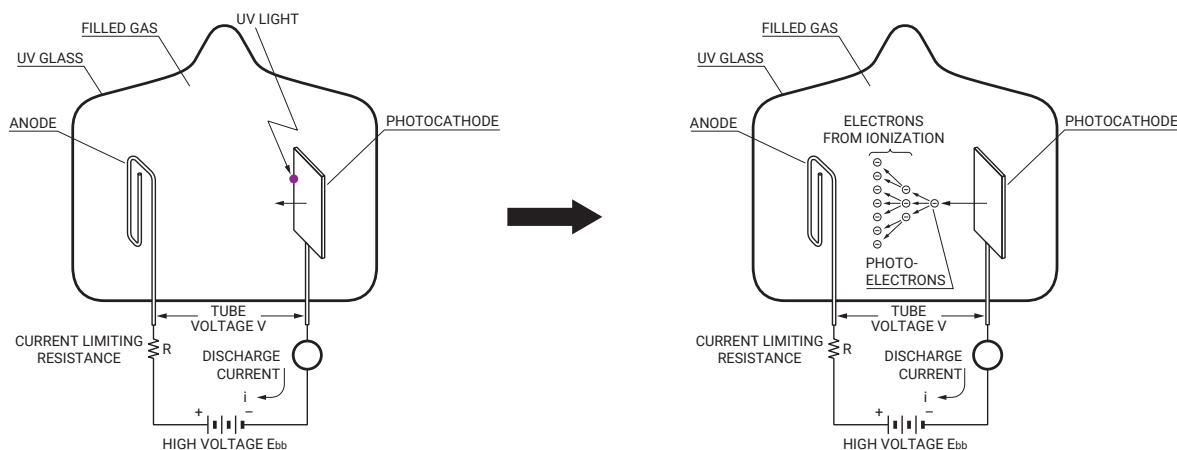 UV LIGHT
FILLED GAS
UV GLASS
ANODE
PHOTOCATHODE
TUBE
VOLTAGE V
CURRENT LIMITING
RESISTANCE
R
DISCHARGE
CURRENT
i
+
−
HIGH VOLTAGE Ebb
FILLED GAS
UV GLASS
ANODE
ELECTRONS
FROM IONIZATION
PHOTOCATHODE
PHOTO-
ELECTRONS
TUBE
VOLTAGE V
CURRENT LIMITING
RESISTANCE
R
DISCHARGE
CURRENT
i
+
−
HIGH VOLTAGE Ebb